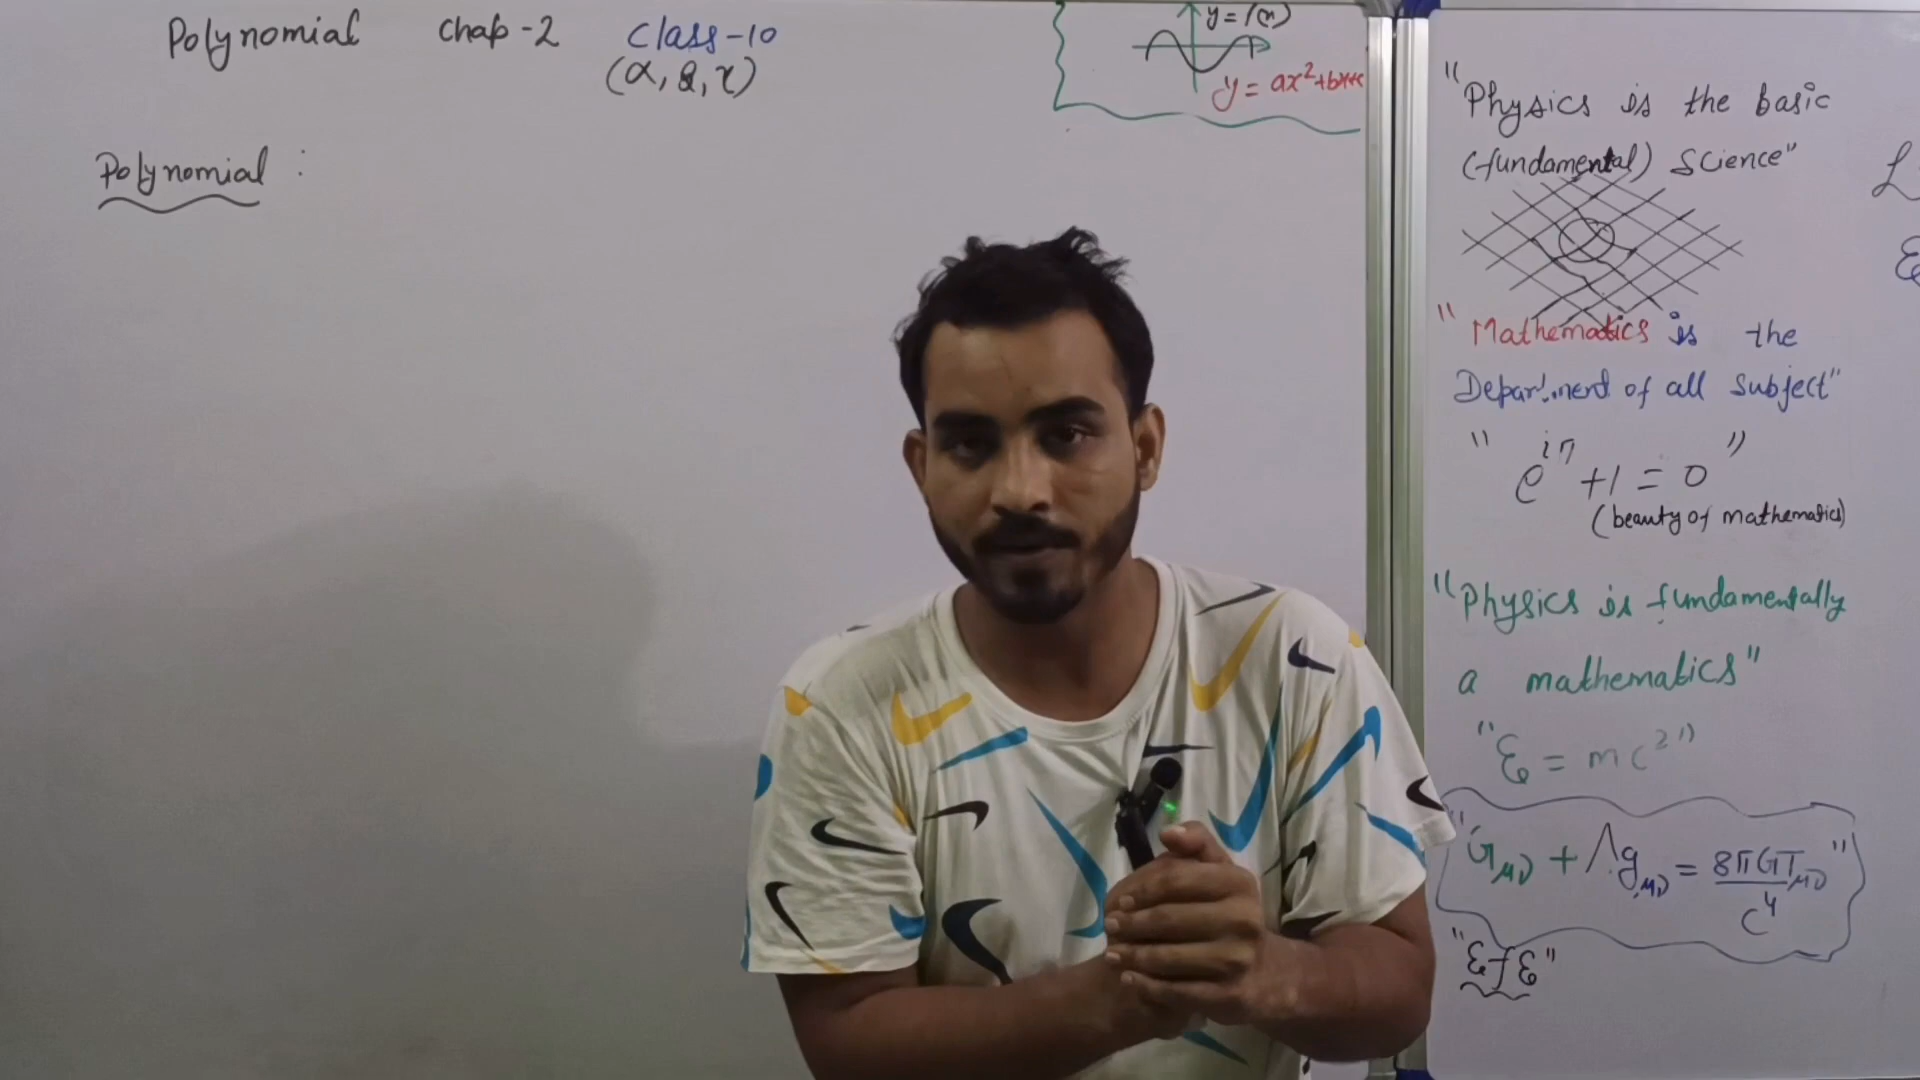 Polynomial Chap-2 Class-10
(α, &, γ)
y = f(x)
y = ax²+bx+c
Polynomial :
"Physics is the basic
(fundamental) Science"
"Mathematics is the
Department of all Subject"
"e^{iπ} +1 = 0"
(beauty of mathematics)
"Physics is fundamentally
a mathematics"
"E = mc²"
"Gμν + Λgμν = 8πGTμν / c⁴"
"EfE"